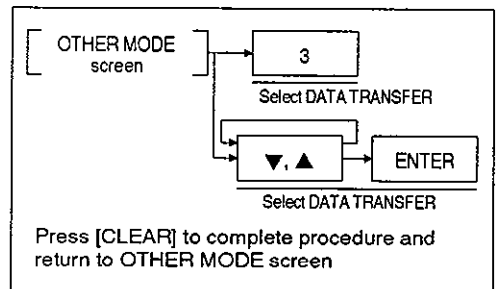 OTHER MODE
screen
3
Select DATA TRANSFER
▼, ▲
ENTER
Select DATA TRANSFER
Press [CLEAR] to complete procedure and
return to OTHER MODE screen